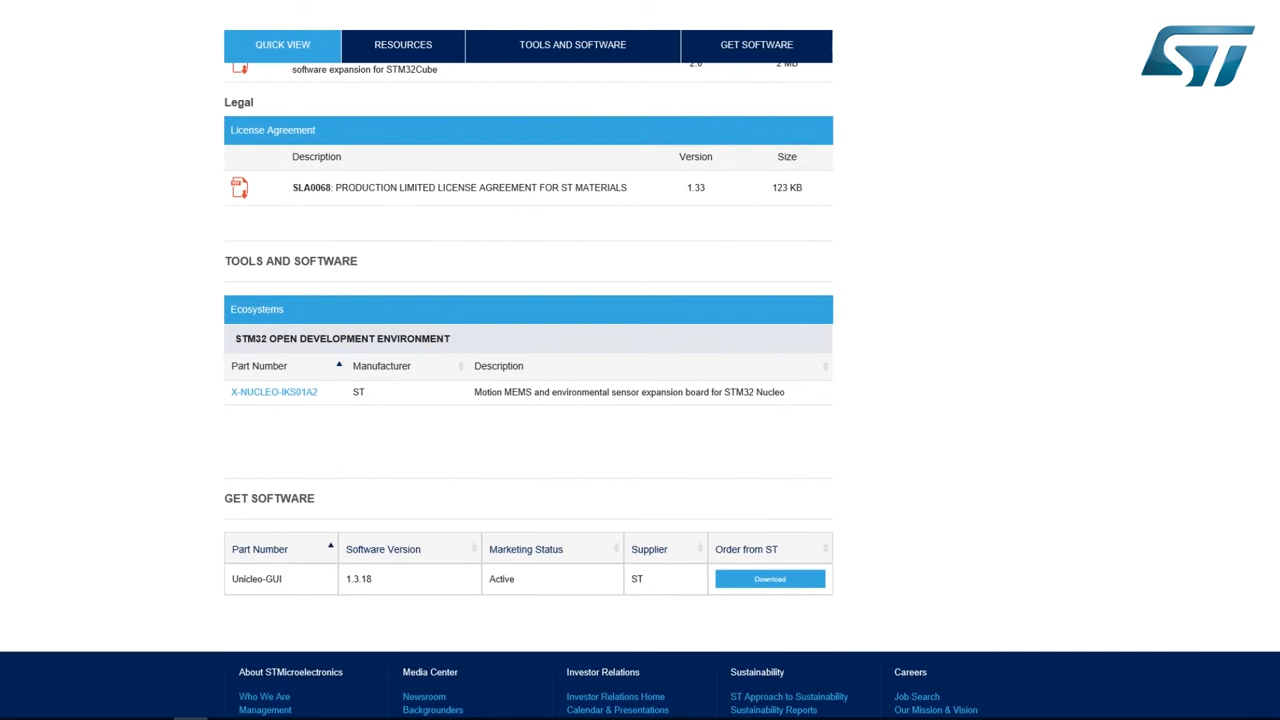 QUICK VIEW RESOURCES TOOLS AND SOFTWARE GET SOFTWARE
software expansion for STM32Cube 2.0 2 MB
Legal
License Agreement
Description Version Size
SLA0068: PRODUCTION LIMITED LICENSE AGREEMENT FOR ST MATERIALS 1.33 123 KB
TOOLS AND SOFTWARE
Ecosystems
STM32 OPEN DEVELOPMENT ENVIRONMENT
Part Number Manufacturer Description
X-NUCLEO-IKS01A2 ST Motion MEMS and environmental sensor expansion board for STM32 Nucleo
GET SOFTWARE
Part Number Software Version Marketing Status Supplier Order from ST
Unicleo-GUI 1.3.18 Active ST Download
About STMicroelectronics Media Center Investor Relations Sustainability Careers
Who We Are Newsroom Investor Relations Home ST Approach to Sustainability Job Search
Management Backgrounders Calendar & Presentations Sustainability Reports Our Mission & Vision
ST